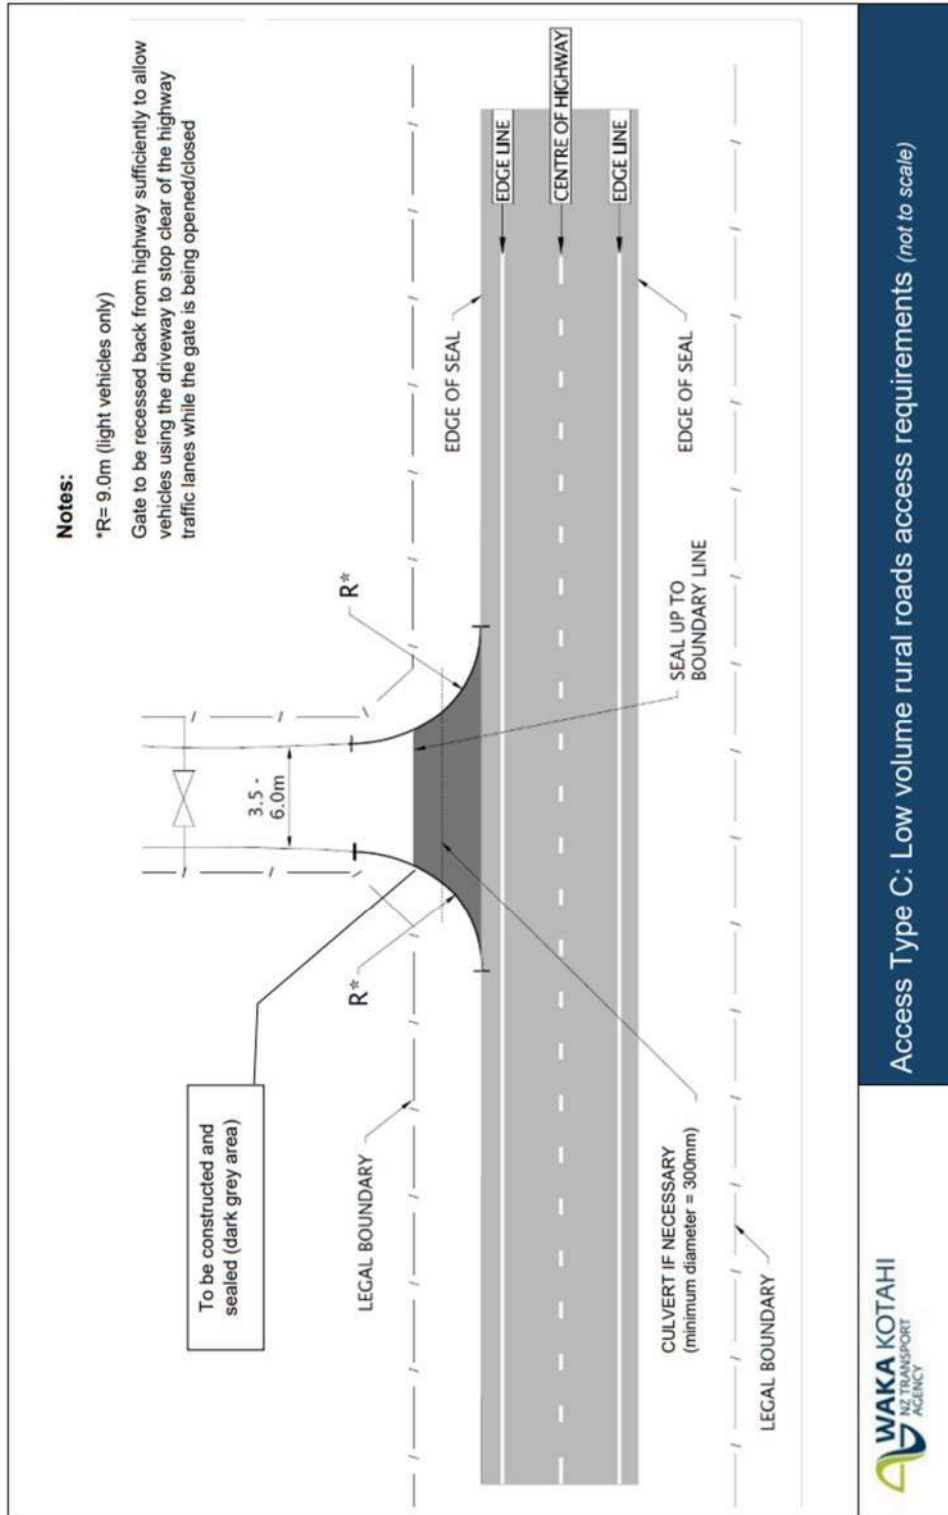 Notes:
*R= 9.0m (light vehicles only)
Gate to be recessed back from highway sufficiently to allow
vehicles using the driveway to stop clear of the highway
traffic lanes while the gate is being opened/closed
To be constructed and
sealed (dark grey area)
3.5 -
6.0m
R*
R*
LEGAL BOUNDARY
EDGE OF SEAL
EDGE LINE
CENTRE OF HIGHWAY
EDGE LINE
SEAL UP TO
BOUNDARY LINE
EDGE OF SEAL
CULVERT IF NECESSARY
(minimum diameter = 300mm)
LEGAL BOUNDARY
WAKA KOTAHI
NZ TRANSPORT
AGENCY
Access Type C: Low volume rural roads access requirements (not to scale)